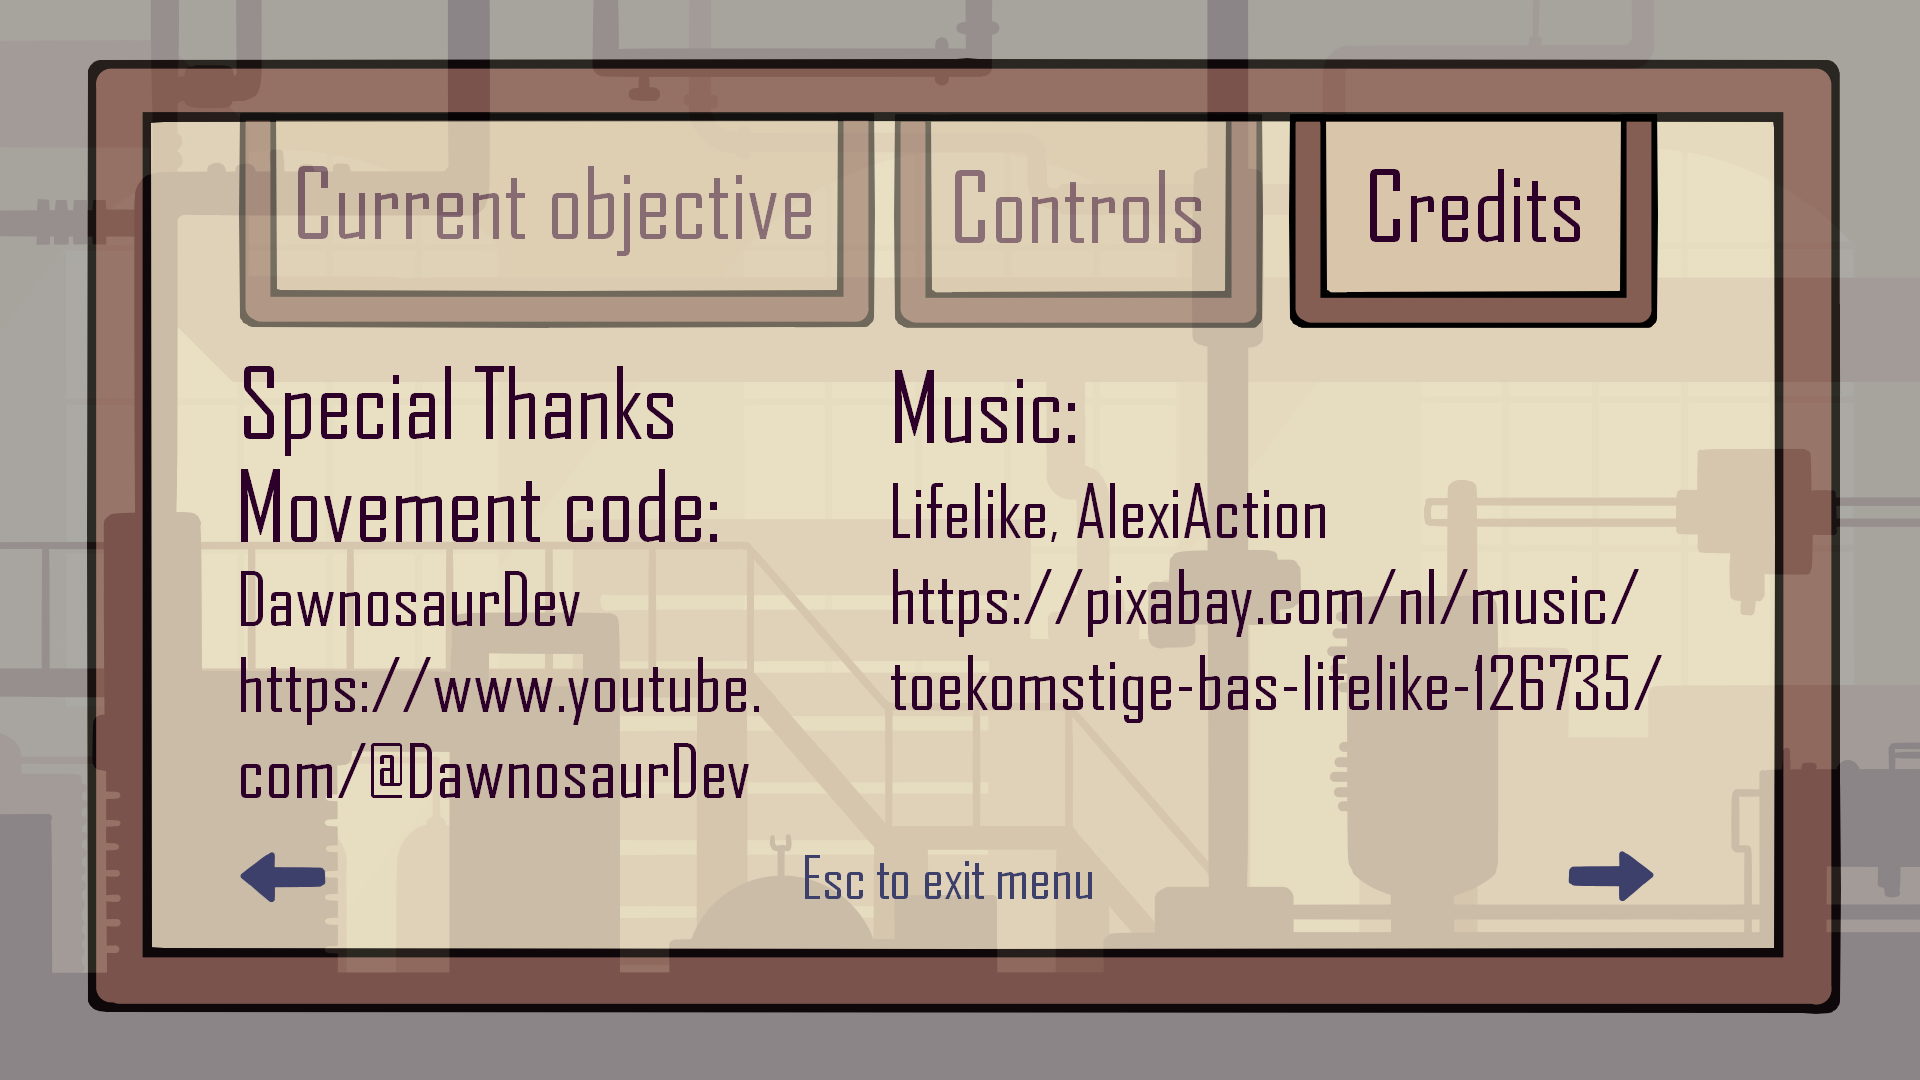 Current objective
Controls
Credits
Special Thanks
Movement code:
DawnosaurDev
https://www.youtube.
com/@DawnosaurDev
Music:
Lifelike, AlexiAction
https://pixabay.com/nl/music/
toekomstige-bas-lifelike-126735/
Esc to exit menu